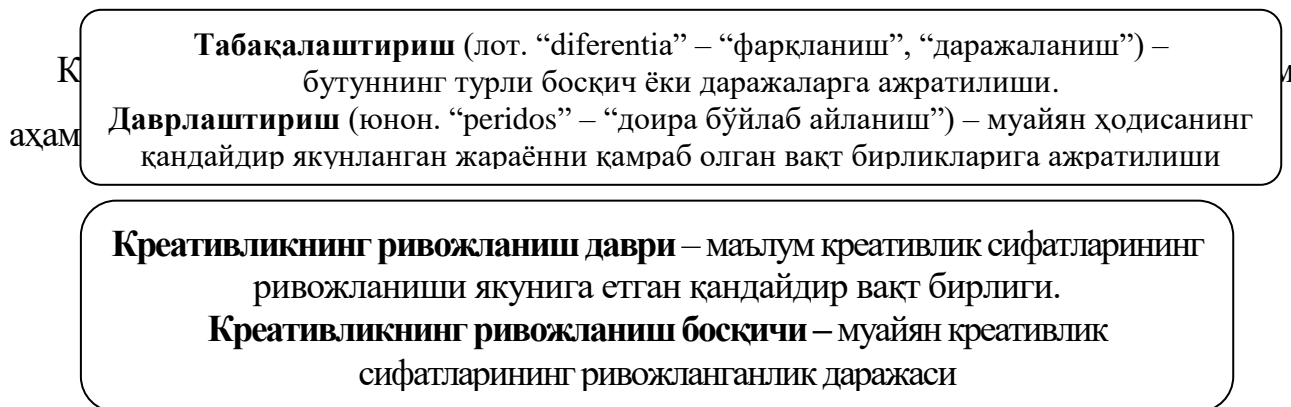 Табақалаштириш (лот. “diferentia” – “фарқланиш”, “даражаланиш”) –
бутуннинг турли босқич ёки даражаларга ажратилиши.
Даврлаштириш (юнон. “peridos” – “доира бўйлаб айланиш”) – муайян ҳодисанинг
қандайдир якунланган жараённи қамраб олган вақт бирликларига ажратилиши
Креативликнинг ривожланиш даври – маълум креативлик сифатларининг
ривожланиши якунига етган қандайдир вақт бирлиги.
Креативликнинг ривожланиш босқичи – муайян креативлик
сифатларининг ривожланганлик даражаси